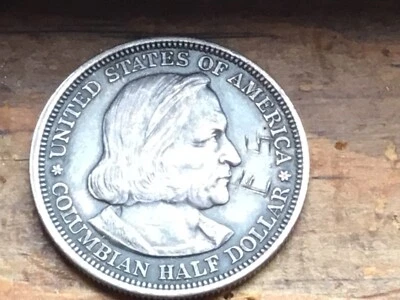 UNITED STATES OF AMERICA
COLUMBIAN HALF DOLLAR